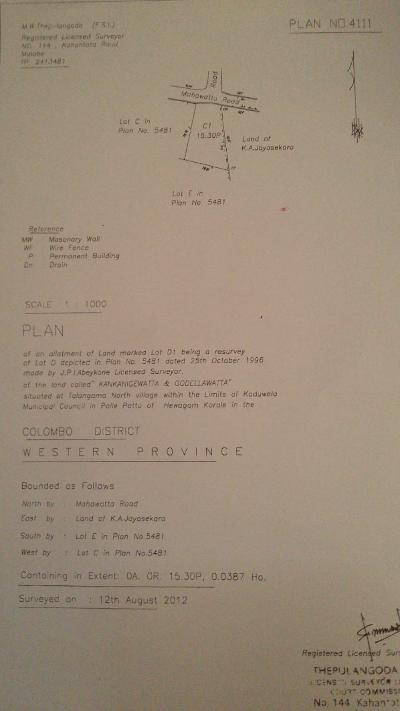 M.W. Thepulangoda (F.S.I.)
Registered Licensed Surveyor
NO. 144, Kahantota Road
Malabe
TP: 2413481
PLAN NO.4111
Road
Mahawatta Road
Lot C in
Plan No. 5481
C1
15.30P
Land of
K.A.Jayasekara
Lot E in
Plan No. 5481
Reference
MW Masonary Wall
WF Wire Fence
P Permanent Building
Dn Drain
SCALE 1 : 1000
PLAN
of an allotment of Land marked Lot D1 being a resurvey
of Lot D depicted in Plan No. 5481 dated 25th October 1996
made by J.P.I.Abeykone Licensed Surveyor.
of the land called" KANKANIGEWATTA & GODELLAWATTA"
situated at Talangama North village within the Limits of Kaduwela
Municipal Council in Palle Pattu of Hewagam Korale in the
COLOMBO DISTRICT
WESTERN PROVINCE
Bounded as Follows
North by : Mahawatta Road
East by : Land of K.A.Jayasekara
South by : Lot E in Plan No.5481
West by : Lot C in Plan No.5481
Containing in Extent: 0A. 0R. 15.30P, 0.0387 Ha.
Surveyed on : 12th August 2012
Registered Licensed Sur
THEPULANGODA
LICENS SURVEYOR
COURT COMMISS
No. 144, Kahantot